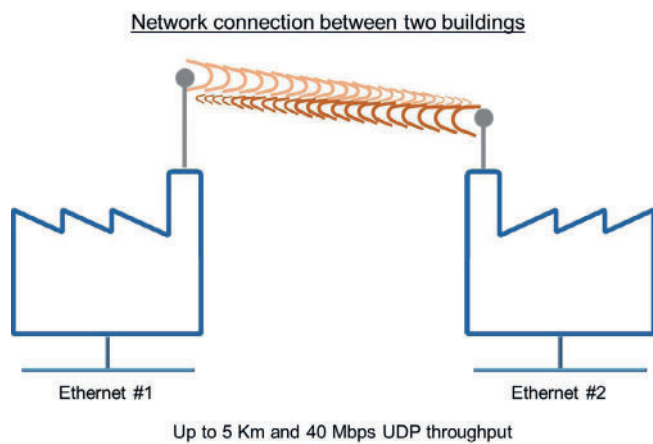 Network connection between two buildings
Ethernet #1
Ethernet #2
Up to 5 Km and 40 Mbps UDP throughput